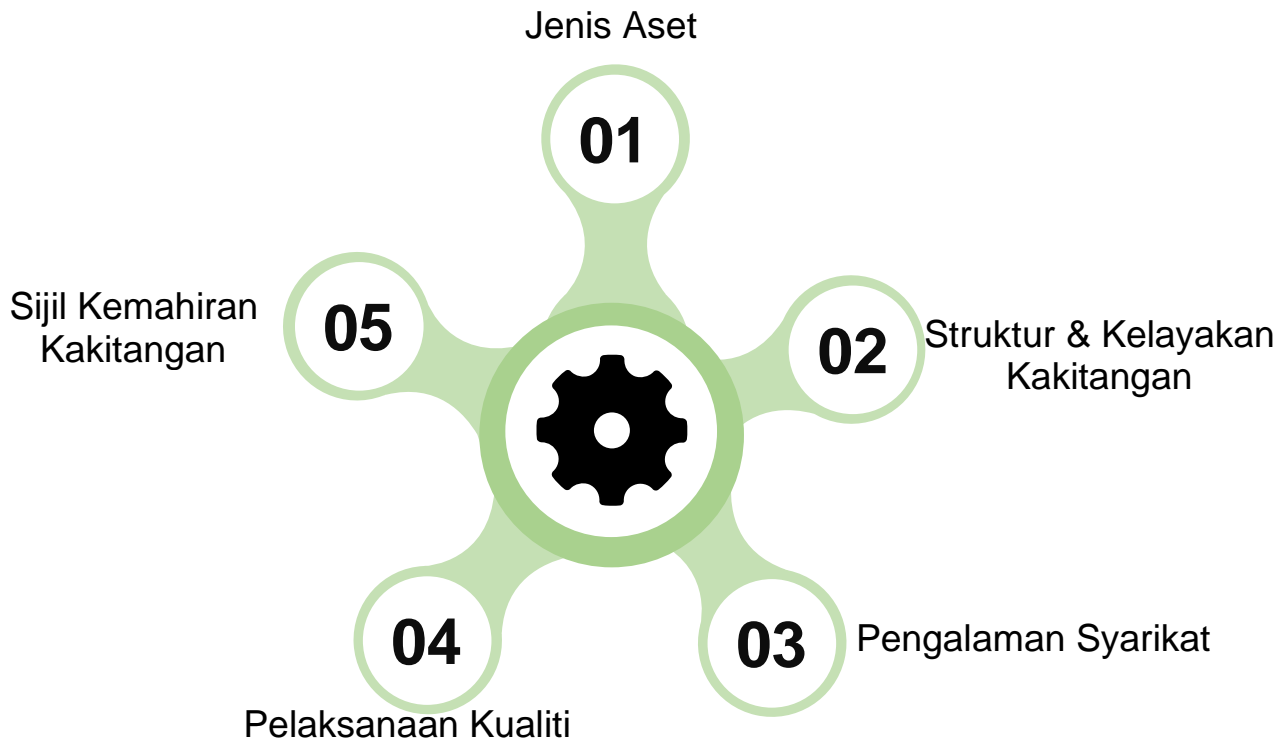 Jenis Aset
01
02
Struktur & Kelayakan
Kakitangan
03
Pengalaman Syarikat
04
Pelaksanaan Kualiti
05
Sijil Kemahiran
Kakitangan